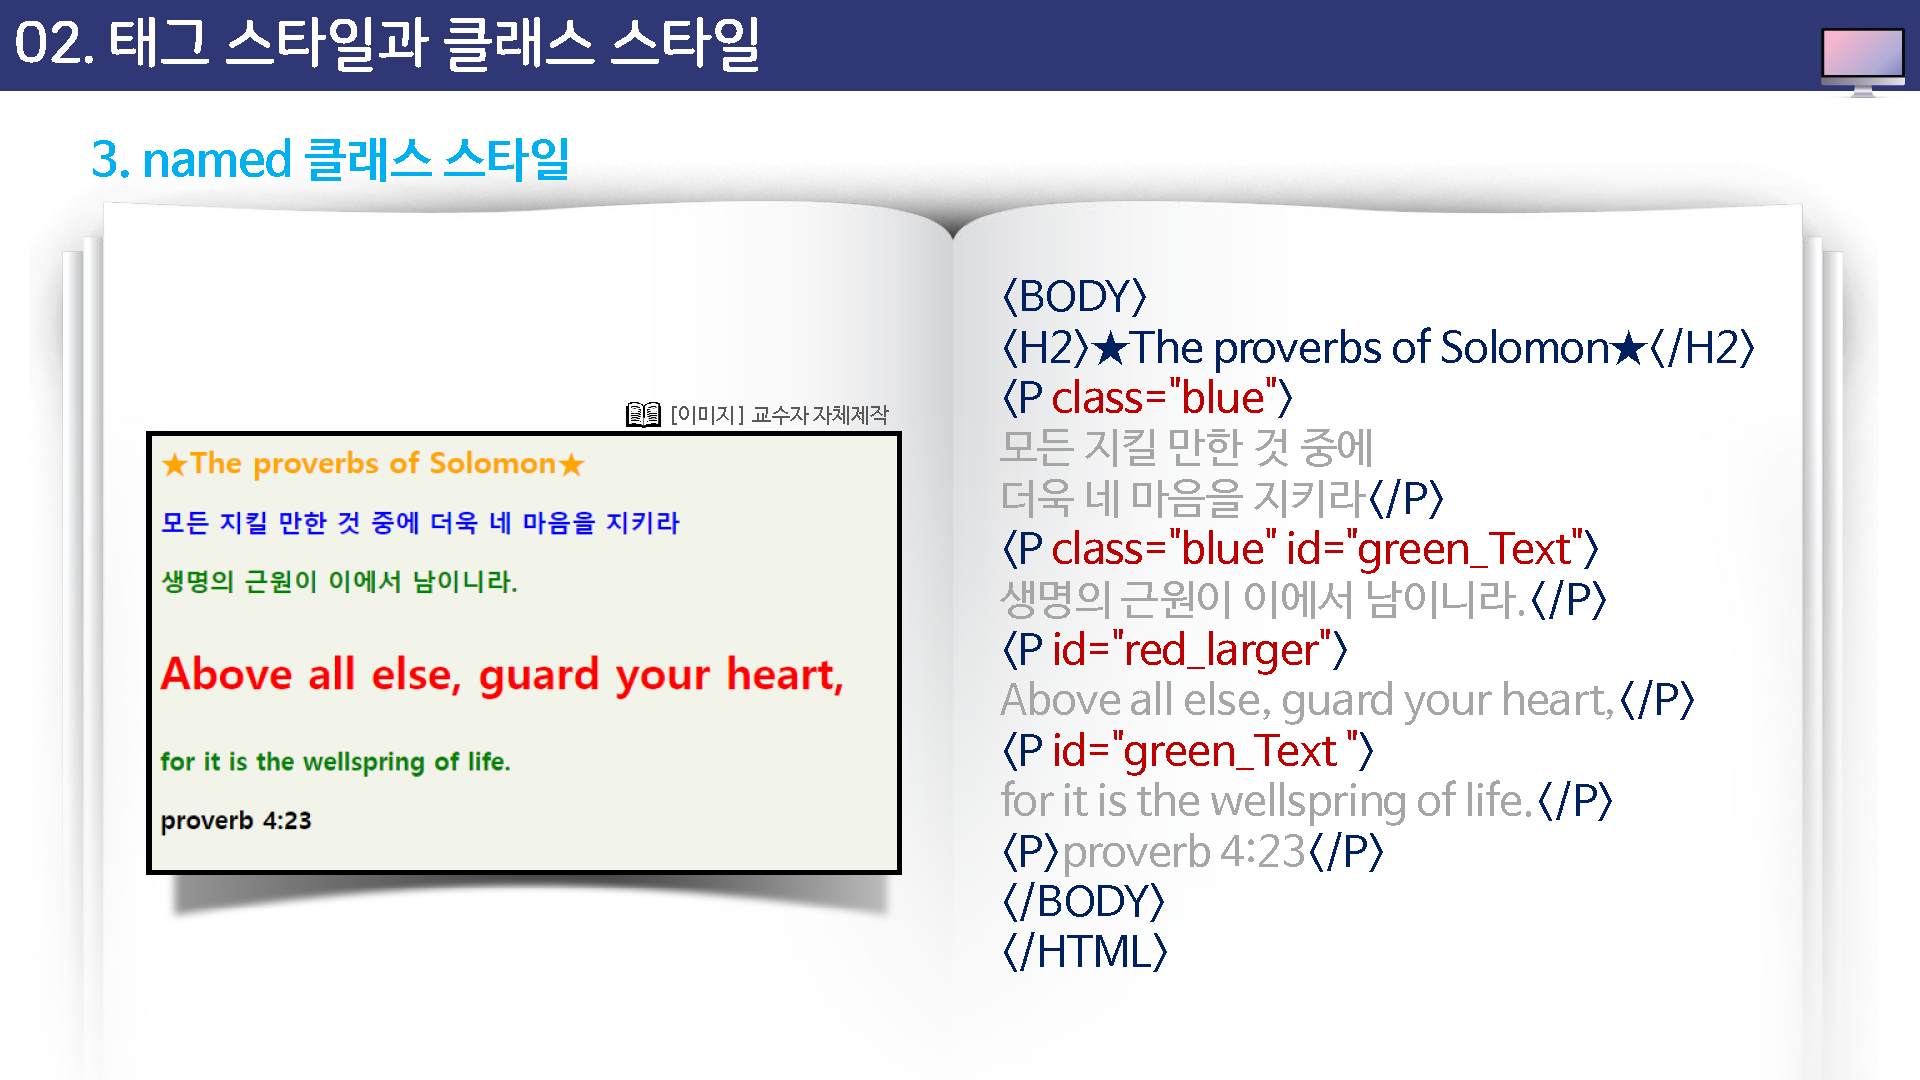 02. 태그 스타일과 클래스 스타일
3. named 클래스 스타일
[이미지] 교수자 자체제작
★The proverbs of Solomon★
모든 지킬 만한 것 중에 더욱 네 마음을 지키라
생명의 근원이 이에서 남이니라.
Above all else, guard your heart,
for it is the wellspring of life.
proverb 4:23
<BODY>
<H2>★The proverbs of Solomon★</H2>
<P class="blue">
모든 지킬 만한 것 중에
더욱 네 마음을 지키라</P>
<P class="blue" id="green_Text">
생명의 근원이 이에서 남이니라.</P>
<P id="red_larger">
Above all else, guard your heart,</P>
<P id="green_Text ">
for it is the wellspring of life.</P>
<P>proverb 4:23</P>
</BODY>
</HTML>